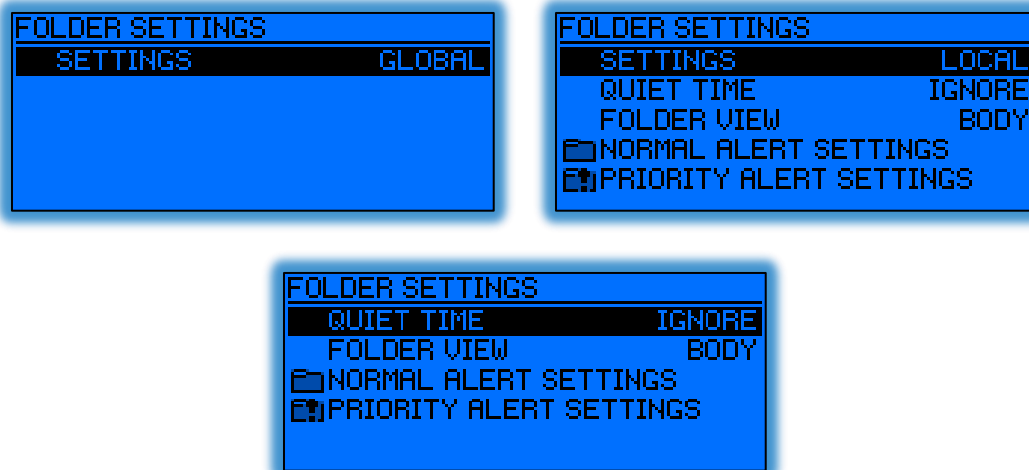 FOLDER SETTINGS
SETTINGS GLOBAL
FOLDER SETTINGS
SETTINGS LOCAL
QUIET TIME IGNORE
FOLDER VIEW BODY
NORMAL ALERT SETTINGS
PRIORITY ALERT SETTINGS
FOLDER SETTINGS
QUIET TIME IGNORE
FOLDER VIEW BODY
NORMAL ALERT SETTINGS
PRIORITY ALERT SETTINGS